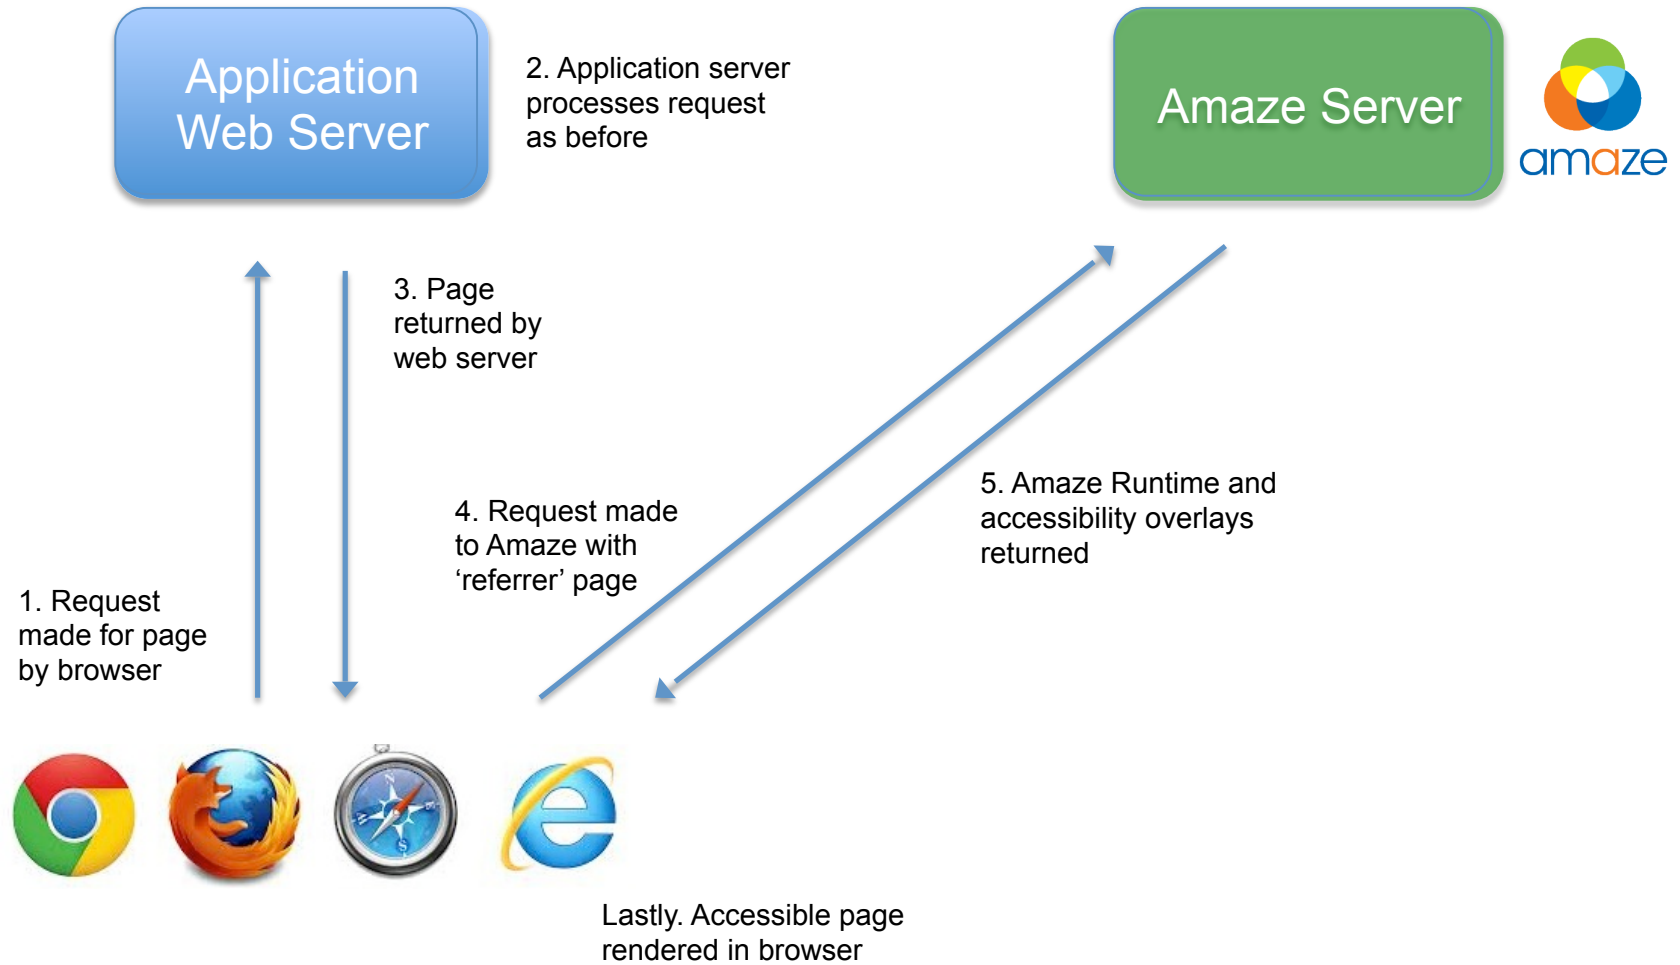 Application
Web Server
2. Application server
processes request
as before
Amaze Server
amaze
3. Page
returned by
web server
4. Request made
to Amaze with
‘referrer’ page
5. Amaze Runtime and
accessibility overlays
returned
1. Request
made for page
by browser
N
E
S
W
Lastly. Accessible page
rendered in browser